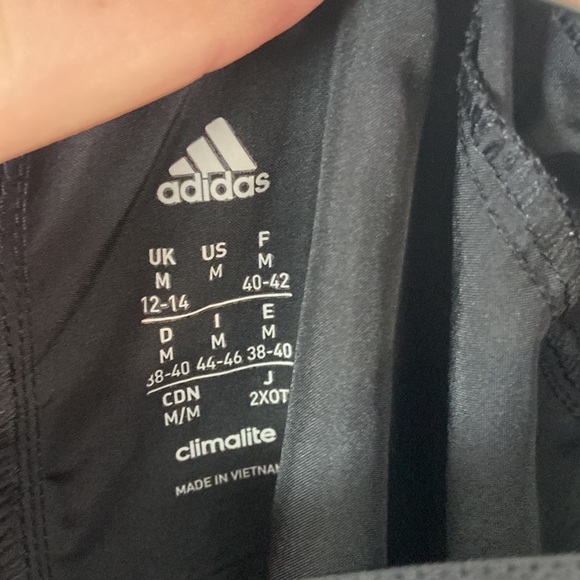 adidas
UK US F
M M M
12-14 40-42
D I E
M M M
38-40 44-46 38-40
CDN J
M/M 2XOT
climalite
MADE IN VIETNAM